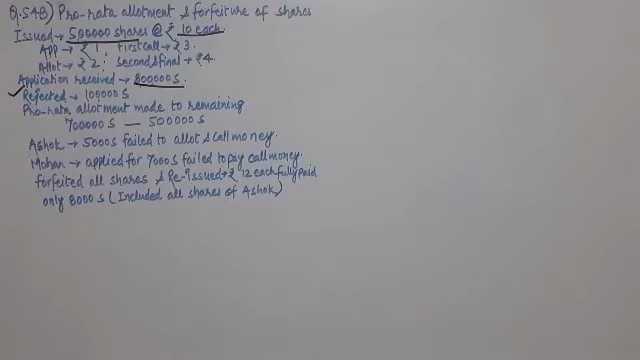 Q.54B) Pro-rata allotment & forfeiture of shares
Issued → 500000 shares @ ₹ 10 each
App → ₹ 1 first call → ₹ 3.
Allot → ₹ 2 second & final → ₹ 4.
Application received → 800000 S
Rejected → 100000 S
Pro-rata allotment made to remaining
700000 S — 500000 S
Ashok → 5000 S failed to allot & call money.
Mohan → applied for 7000 S failed to pay call money.
forfeited all shares & Re-issued → ₹ 12 each fully paid
only 8000 S (Included all shares of Ashok)